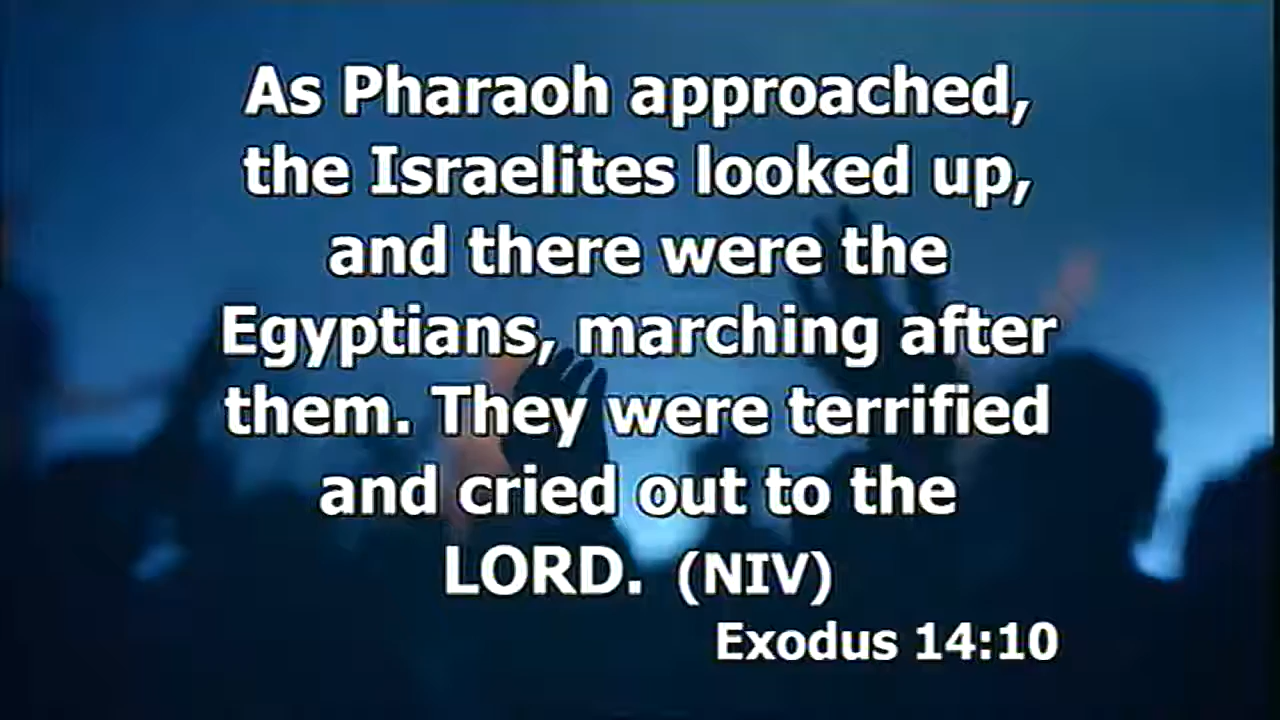 As Pharaoh approached,
the Israelites looked up,
and there were the
Egyptians, marching after
them. They were terrified
and cried out to the
LORD. (NIV)
Exodus 14:10